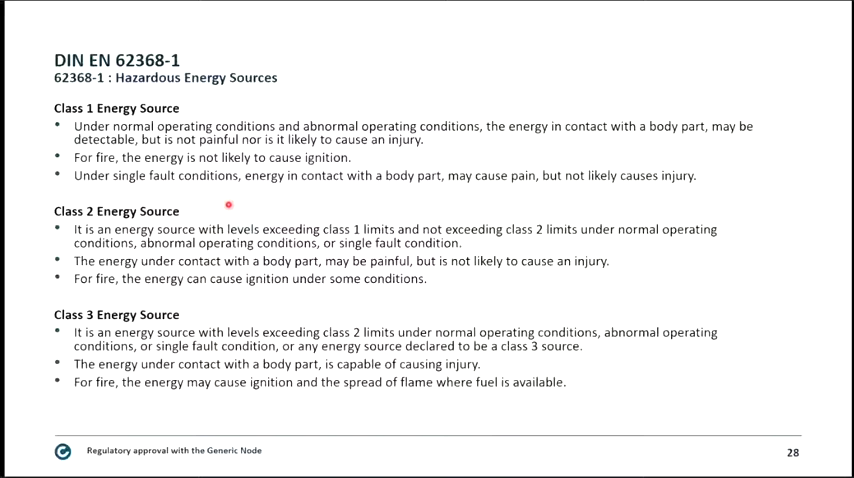 DIN EN 62368-1
62368-1 : Hazardous Energy Sources
Class 1 Energy Source
• Under normal operating conditions and abnormal operating conditions, the energy in contact with a body part, may be
detectable, but is not painful nor is it likely to cause an injury.
• For fire, the energy is not likely to cause ignition.
• Under single fault conditions, energy in contact with a body part, may cause pain, but not likely causes injury.
Class 2 Energy Source
• It is an energy source with levels exceeding class 1 limits and not exceeding class 2 limits under normal operating
conditions, abnormal operating conditions, or single fault condition.
• The energy under contact with a body part, may be painful, but is not likely to cause an injury.
• For fire, the energy can cause ignition under some conditions.
Class 3 Energy Source
• It is an energy source with levels exceeding class 2 limits under normal operating conditions, abnormal operating
conditions, or single fault condition, or any energy source declared to be a class 3 source.
• The energy under contact with a body part, is capable of causing injury.
• For fire, the energy may cause ignition and the spread of flame where fuel is available.
Regulatory approval with the Generic Node
28